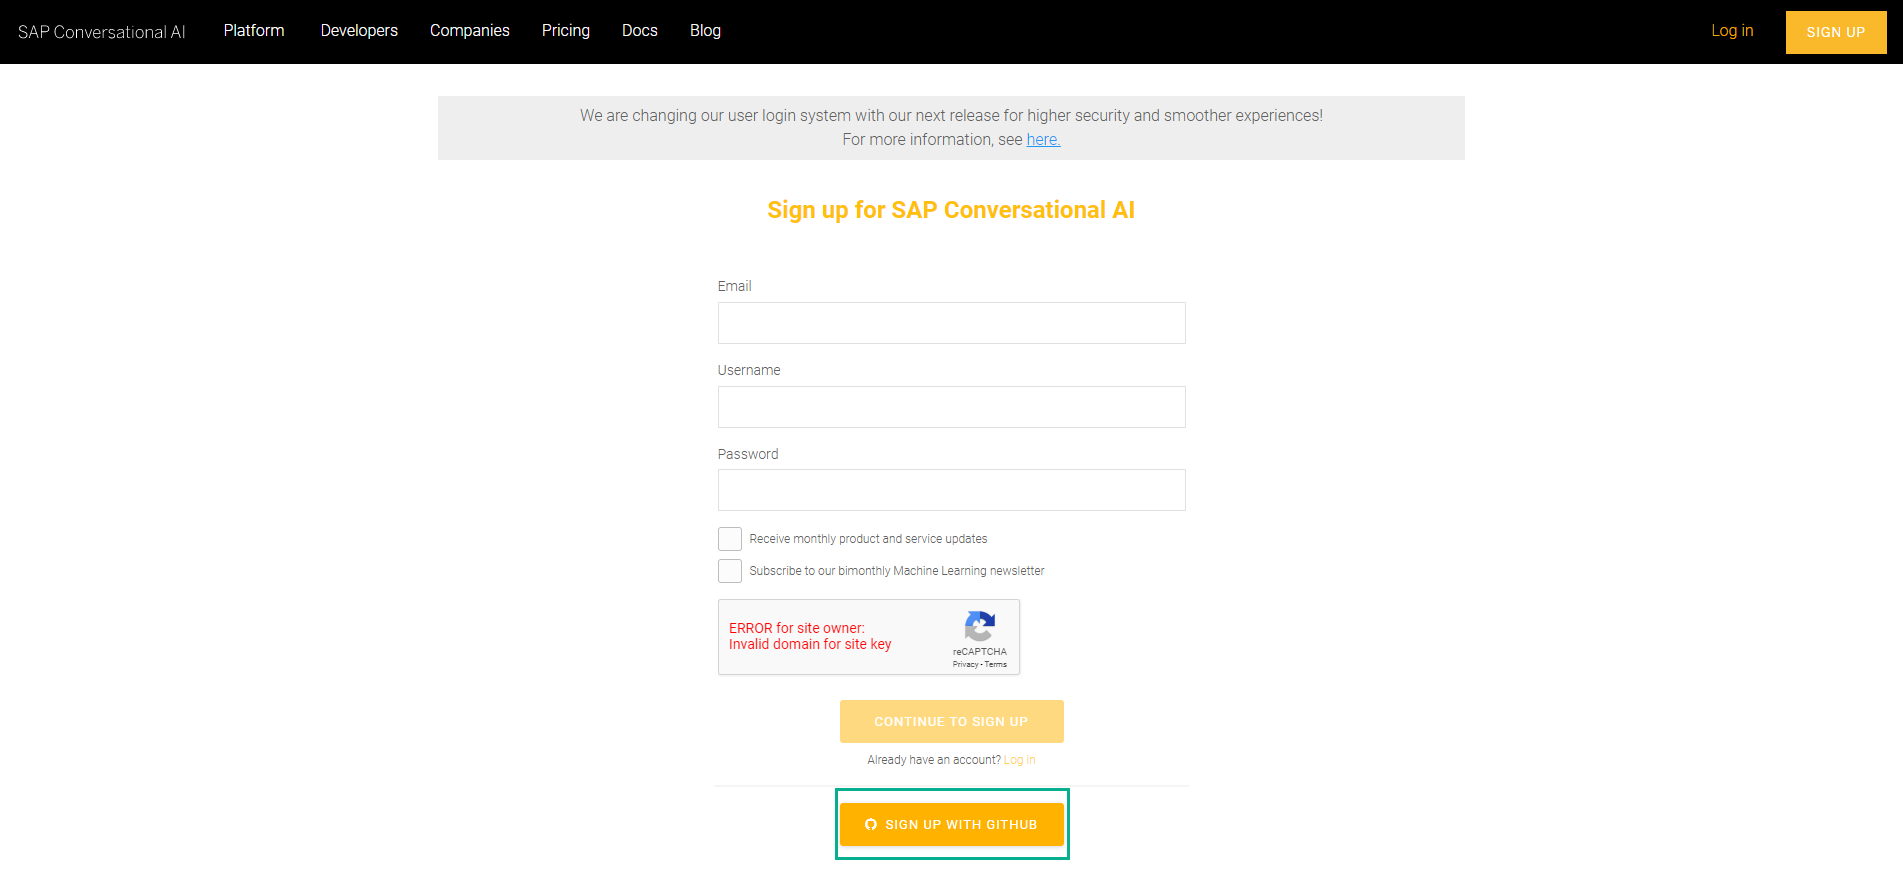 SAP Conversational AI Platform Developers Companies Pricing Docs Blog Log in SIGN UP
We are changing our user login system with our next release for higher security and smoother experiences!
For more information, see here.
Sign up for SAP Conversational AI
Email
Username
Password
Receive monthly product and service updates
Subscribe to our bimonthly Machine Learning newsletter
ERROR for site owner:
Invalid domain for site key
reCAPTCHA
Privacy - Terms
CONTINUE TO SIGN UP
Already have an account? Log in
SIGN UP WITH GITHUB